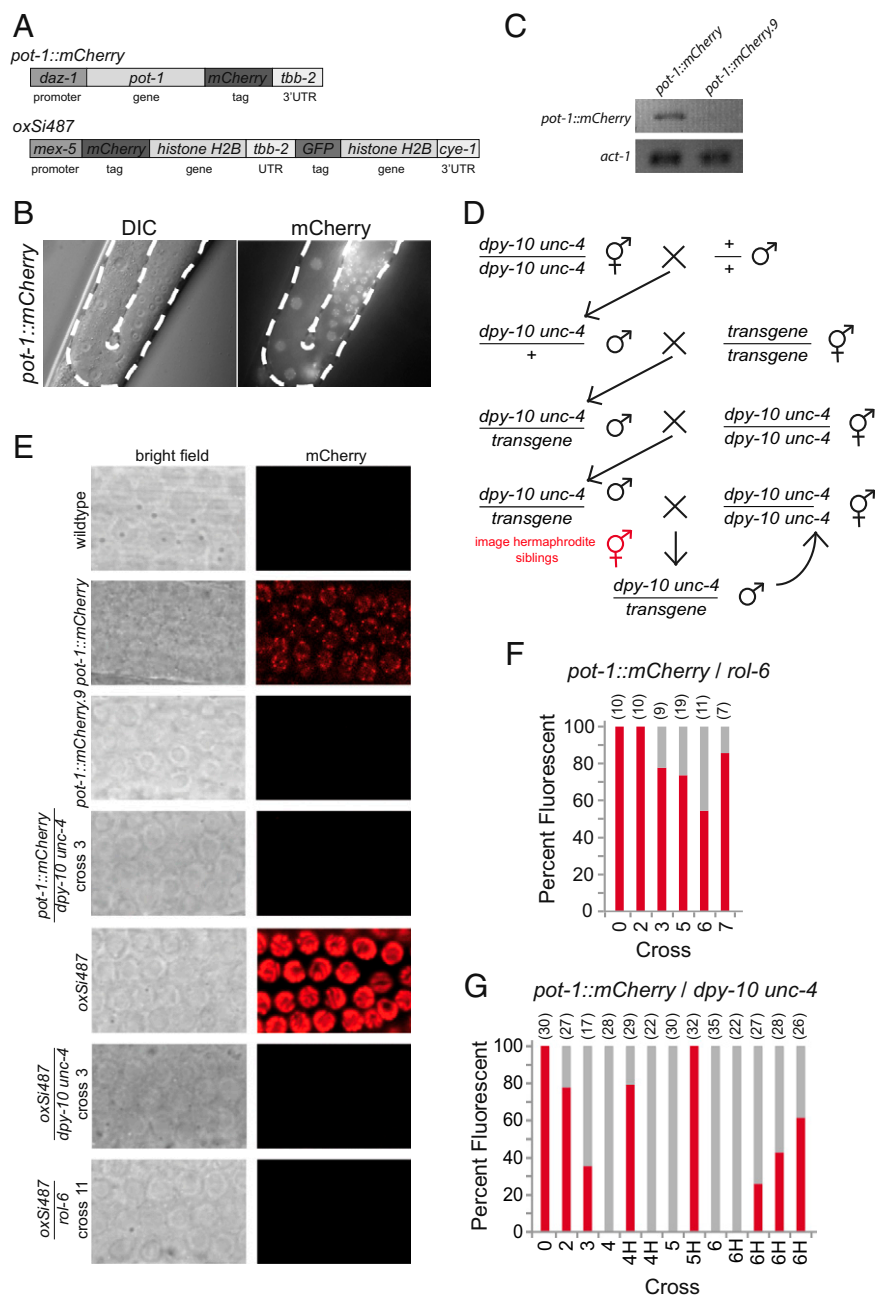 A
pot-1::mCherry
daz-1 pot-1 mCherry tbb-2
promoter gene tag 3'UTR
oxSi487
mex-5 mCherry histone H2B tbb-2 GFP histone H2B cye-1
promoter tag gene UTR tag gene 3'UTR
B
DIC mCherry
pot-1::mCherry
C
pot-1::mCherry
pot-1::mCherry.9
pot-1::mCherry
act-1
D
dpy-10 unc-4 +
dpy-10 unc-4 +
dpy-10 unc-4 transgene
+ transgene
dpy-10 unc-4 dpy-10 unc-4
transgene dpy-10 unc-4
dpy-10 unc-4 dpy-10 unc-4
transgene dpy-10 unc-4
image hermaphrodite
siblings
dpy-10 unc-4
transgene
E
bright field mCherry
wildtype
pot-1::mCherry
pot-1::mCherry.9
pot-1::mCherry
dpy-10 unc-4
cross 3
oxSi487
oxSi487
dpy-10 unc-4
cross 3
oxSi487
rol-6
cross 11
F
pot-1::mCherry / rol-6
(10) (10) (9) (19) (11) (7)
Percent Fluorescent
100
80
60
40
20
0
0 2 3 5 6 7
Cross
G
pot-1::mCherry / dpy-10 unc-4
(30) (27) (17) (28) (29) (22) (30) (32) (35) (22) (27) (28) (26)
Percent Fluorescent
100
80
60
40
20
0
0 2 3 4 4H 4H 5 5H 6 6H 6H 6H 6H
Cross